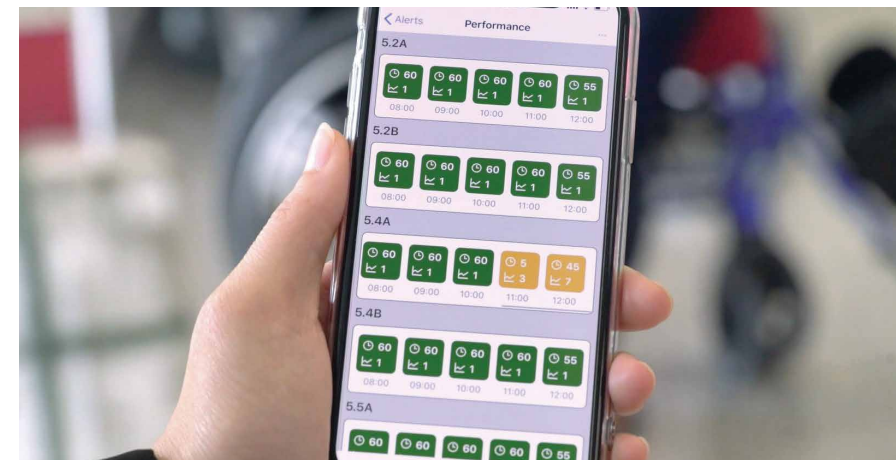 Alerts
Performance
...
5.2A
60 60 60 60 55
1 1 1 1 1
08:00 09:00 10:00 11:00 12:00
5.2B
60 60 60 60 55
1 1 1 1 1
08:00 09:00 10:00 11:00 12:00
5.4A
60 60 60 5 45
1 1 1 3 7
08:00 09:00 10:00 11:00 12:00
5.4B
60 60 60 60 55
1 1 1 1 1
08:00 09:00 10:00 11:00 12:00
5.5A
60 60 60 60 55